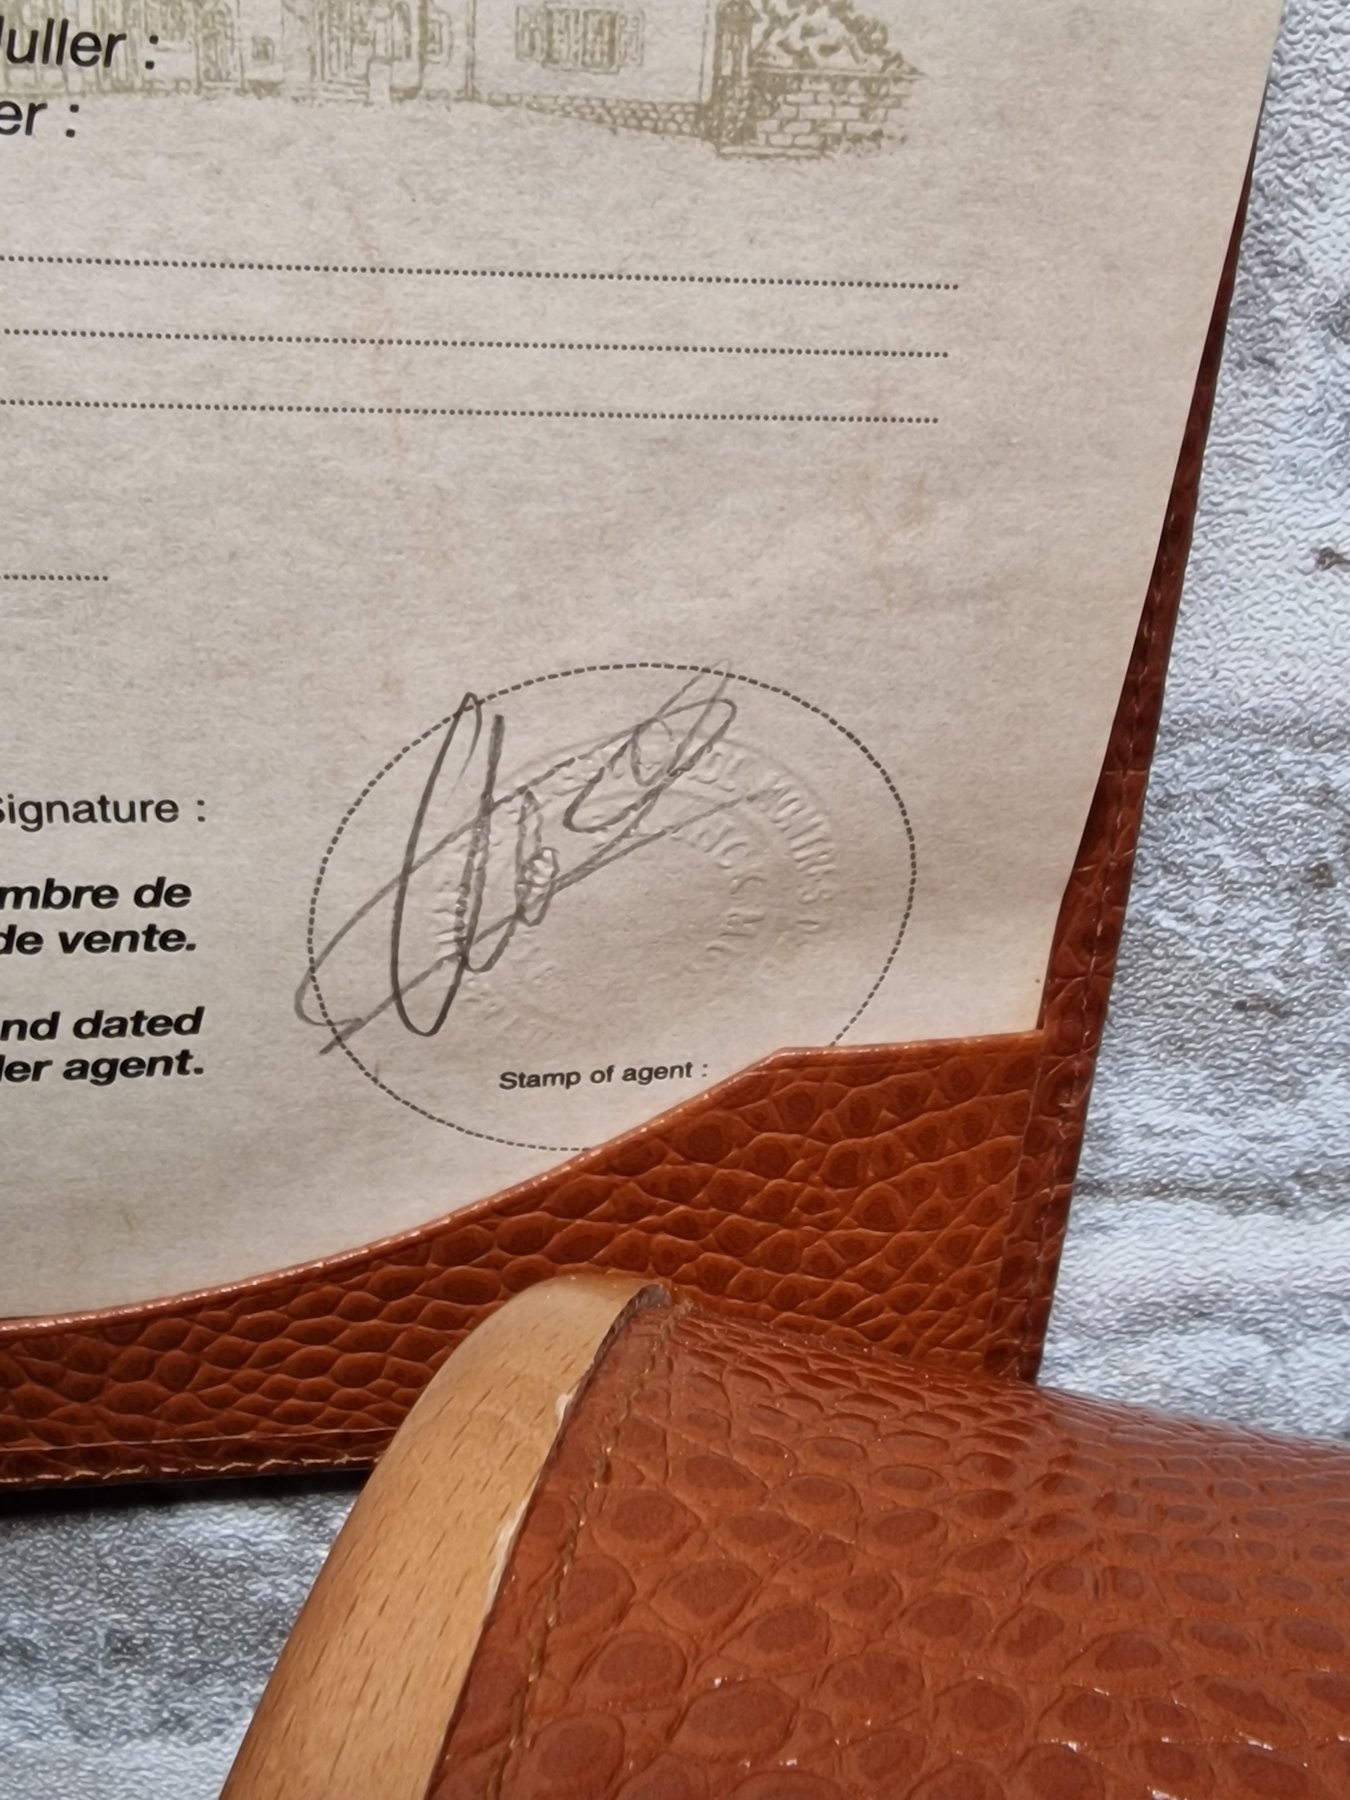 uller :
er :
Signature :
mbre de
de vente.
nd dated
ler agent.
Stamp of agent :